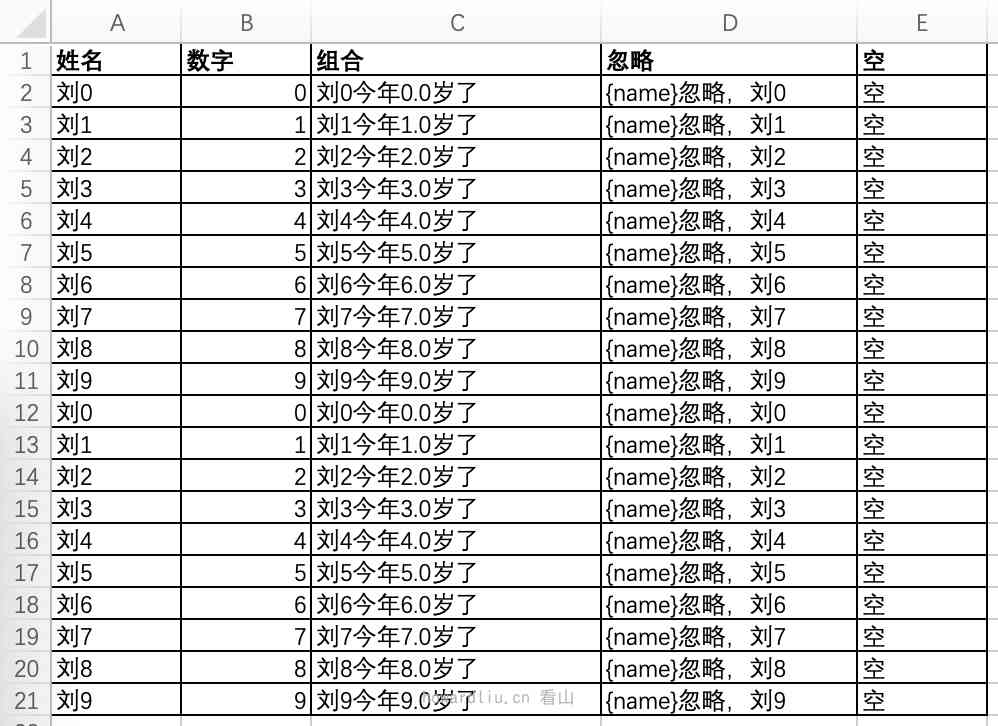 A B C D E
1 姓名 数字 组合 忽略 空
2 刘0 0 刘0今年0.0岁了 {name}忽略，刘0 空
3 刘1 1 刘1今年1.0岁了 {name}忽略，刘1 空
4 刘2 2 刘2今年2.0岁了 {name}忽略，刘2 空
5 刘3 3 刘3今年3.0岁了 {name}忽略，刘3 空
6 刘4 4 刘4今年4.0岁了 {name}忽略，刘4 空
7 刘5 5 刘5今年5.0岁了 {name}忽略，刘5 空
8 刘6 6 刘6今年6.0岁了 {name}忽略，刘6 空
9 刘7 7 刘7今年7.0岁了 {name}忽略，刘7 空
10 刘8 8 刘8今年8.0岁了 {name}忽略，刘8 空
11 刘9 9 刘9今年9.0岁了 {name}忽略，刘9 空
12 刘0 0 刘0今年0.0岁了 {name}忽略，刘0 空
13 刘1 1 刘1今年1.0岁了 {name}忽略，刘1 空
14 刘2 2 刘2今年2.0岁了 {name}忽略，刘2 空
15 刘3 3 刘3今年3.0岁了 {name}忽略，刘3 空
16 刘4 4 刘4今年4.0岁了 {name}忽略，刘4 空
17 刘5 5 刘5今年5.0岁了 {name}忽略，刘5 空
18 刘6 6 刘6今年6.0岁了 {name}忽略，刘6 空
19 刘7 7 刘7今年7.0岁了 {name}忽略，刘7 空
20 刘8 8 刘8今年8.0岁了 {name}忽略，刘8 空
21 刘9 9 刘9今年9.0岁了 {name}忽略，刘9 空
看山